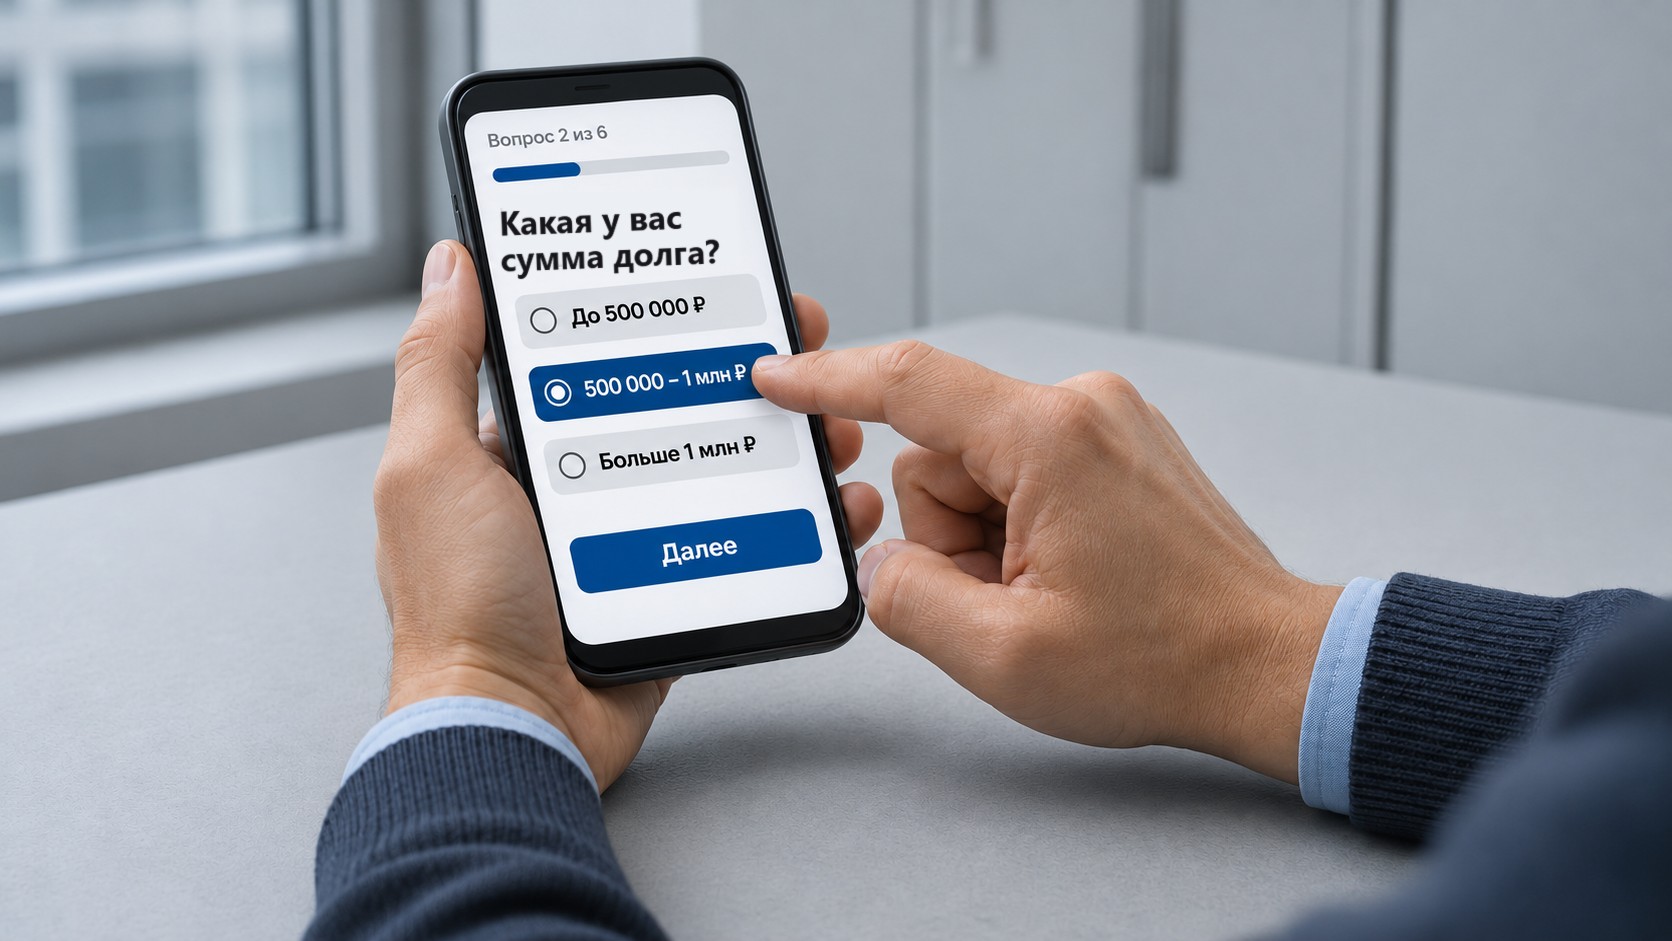 Вопрос 2 из 6
Какая у вас
сумма долга?
До 500 000 ₽
500 000 – 1 млн ₽
Больше 1 млн ₽
Далее